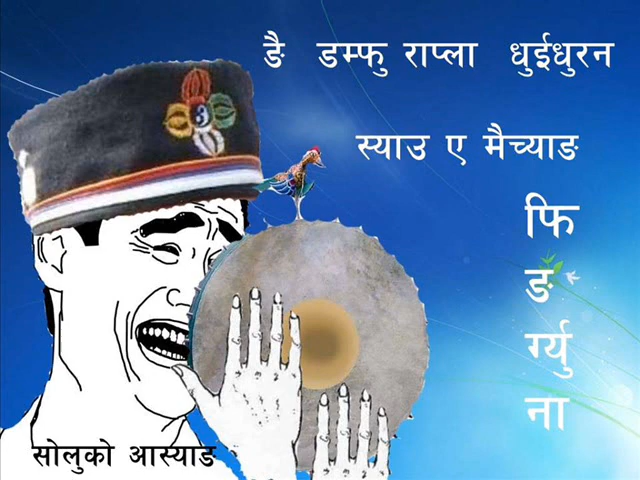 ङै डम्फु राप्ला धुईधुरन
स्याउ ए मैच्याङ
फि
ङ
र्ग्यु
ना
सोलुको आस्याङ